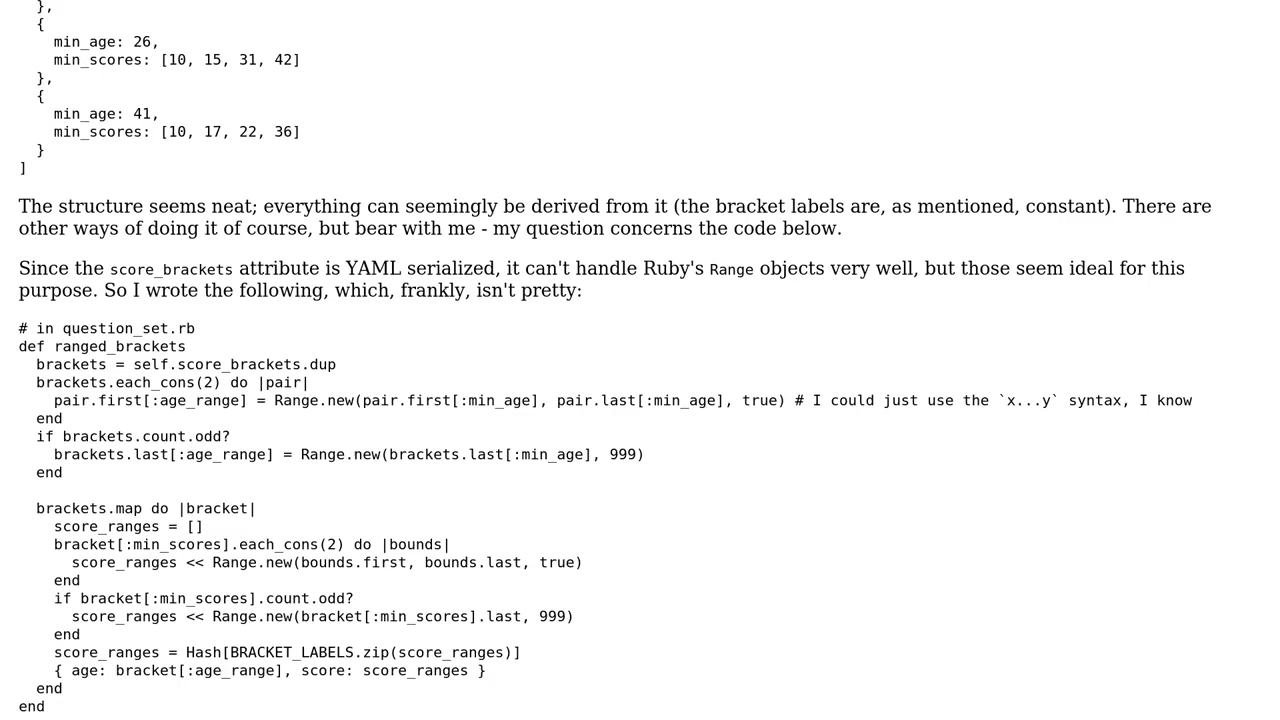 },
  {
    min_age: 26,
    min_scores: [10, 15, 31, 42]
  },
  {
    min_age: 41,
    min_scores: [10, 17, 22, 36]
  }
]
The structure seems neat; everything can seemingly be derived from it (the bracket labels are, as mentioned, constant). There are
other ways of doing it of course, but bear with me - my question concerns the code below.
Since the score_brackets attribute is YAML serialized, it can't handle Ruby's Range objects very well, but those seem ideal for this
purpose. So I wrote the following, which, frankly, isn't pretty:
# in question_set.rb
def ranged_brackets
  brackets = self.score_brackets.dup
  brackets.each_cons(2) do |pair|
    pair.first[:age_range] = Range.new(pair.first[:min_age], pair.last[:min_age], true) # I could just use the `x...y` syntax, I know
  end
  if brackets.count.odd?
    brackets.last[:age_range] = Range.new(brackets.last[:min_age], 999)
  end
  brackets.map do |bracket|
    score_ranges = []
    bracket[:min_scores].each_cons(2) do |bounds|
      score_ranges << Range.new(bounds.first, bounds.last, true)
    end
    if bracket[:min_scores].count.odd?
      score_ranges << Range.new(bracket[:min_scores].last, 999)
    end
    score_ranges = Hash[BRACKET_LABELS.zip(score_ranges)]
    { age: bracket[:age_range], score: score_ranges }
  end
end